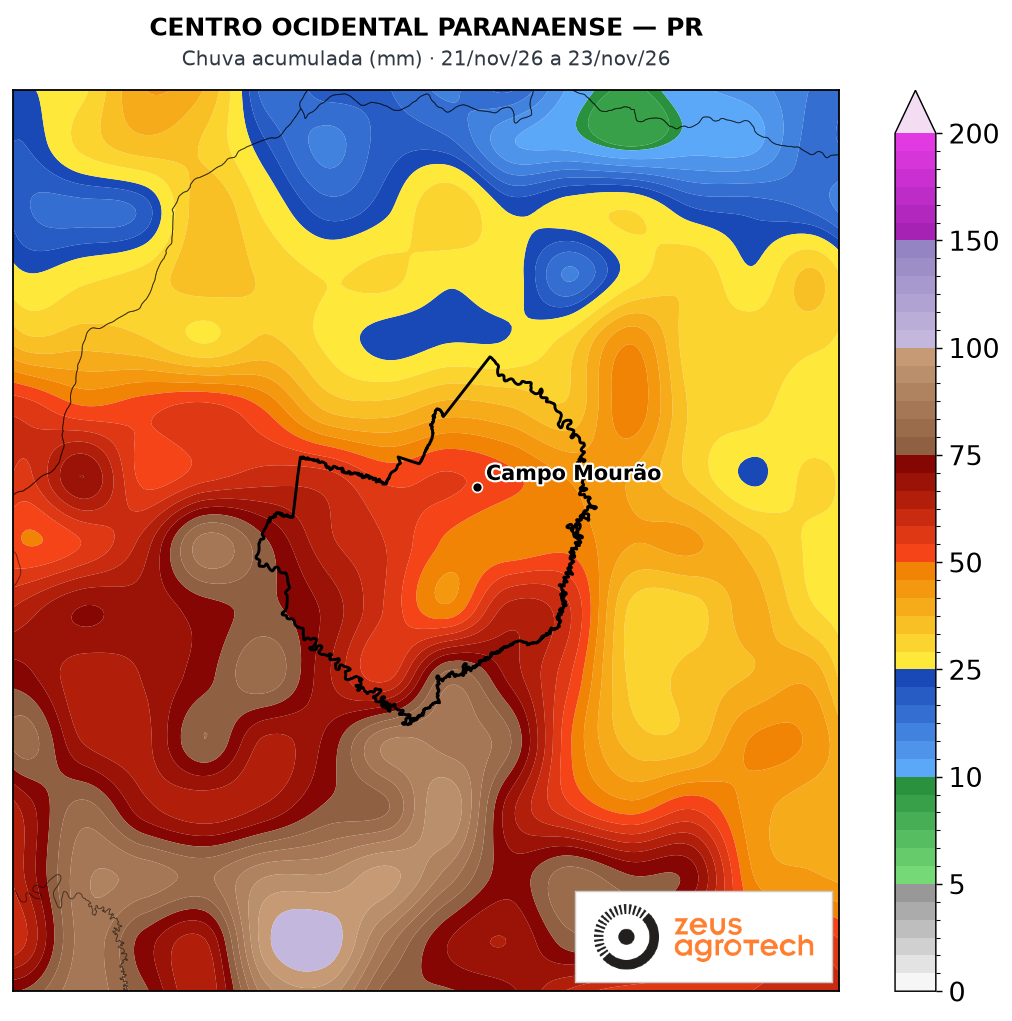 CENTRO OCIDENTAL PARANAENSE — PR
Chuva acumulada (mm) · 21/nov/26 a 23/nov/26
200
150
100
75
50
25
10
5
0
Campo Mourão
zeus
agrotech